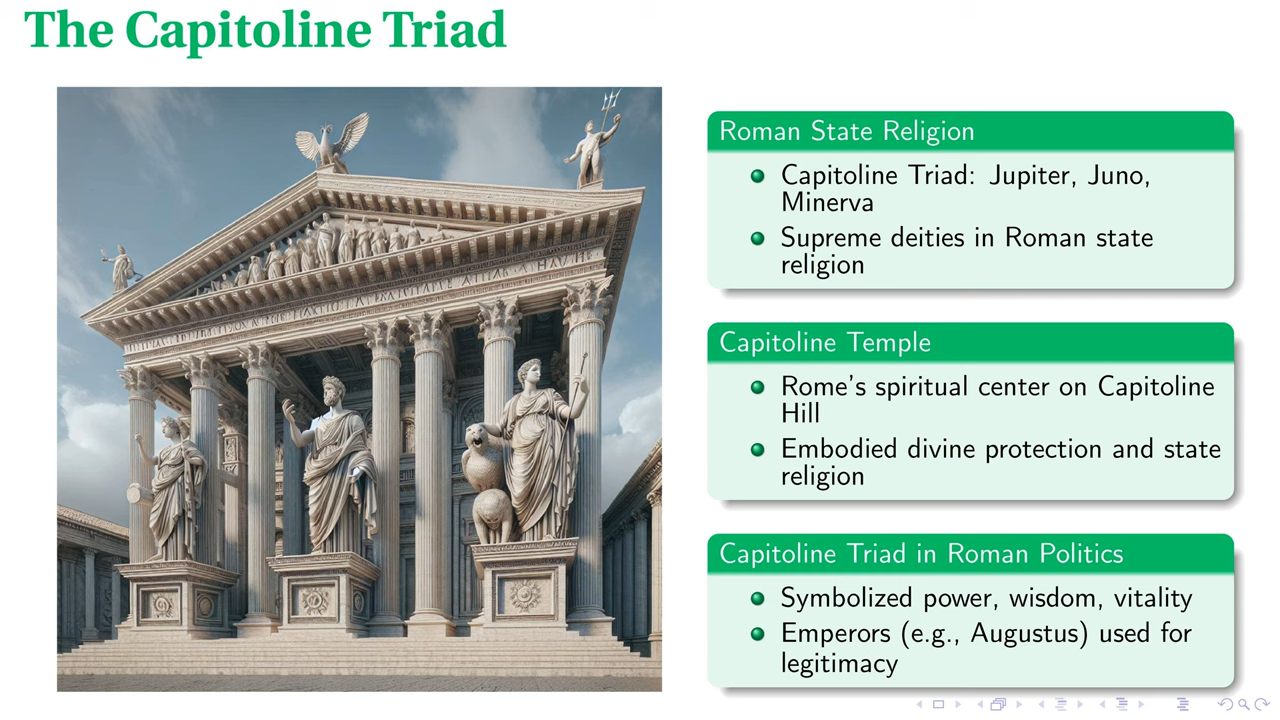 The Capitoline Triad
Roman State Religion
Capitoline Triad: Jupiter, Juno,
Minerva
Supreme deities in Roman state
religion
Capitoline Temple
Rome's spiritual center on Capitoline
Hill
Embodied divine protection and state
religion
Capitoline Triad in Roman Politics
Symbolized power, wisdom, vitality
Emperors (e.g., Augustus) used for
legitimacy